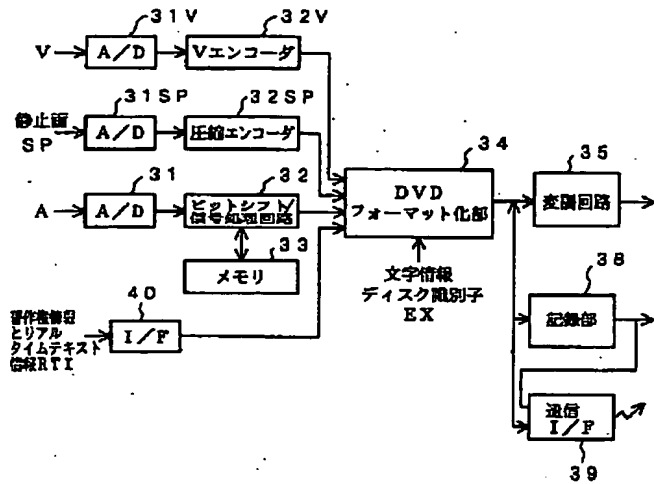 31V
32V
V
A/D
Vエンコーダ
31SP
32SP
静止画
SP
A/D
圧縮エンコーダ
34
35
31
32
DVD
フォーマット化部
変調回路
A
A/D
ビットシフト/
信号処理回路
33
メモリ
文字情報
ディスク識別子
EX
38
記録部
40
著作権情報
とリアル
タイムテキスト
情報RTI
I/F
通信
I/F
39